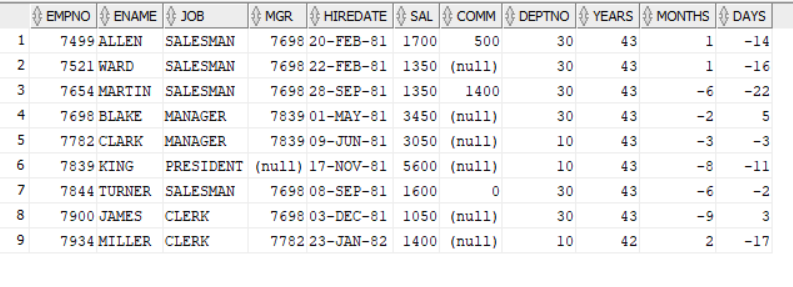 EMPNO ENAME JOB MGR HIREDATE SAL COMM DEPTNO YEARS MONTHS DAYS
1 7499 ALLEN SALESMAN 7698 20-FEB-81 1700 500 30 43 1 -14
2 7521 WARD SALESMAN 7698 22-FEB-81 1350 (null) 30 43 1 -16
3 7654 MARTIN SALESMAN 7698 28-SEP-81 1350 1400 30 43 -6 -22
4 7698 BLAKE MANAGER 7839 01-MAY-81 3450 (null) 30 43 -2 5
5 7782 CLARK MANAGER 7839 09-JUN-81 3050 (null) 10 43 -3 -3
6 7839 KING PRESIDENT (null) 17-NOV-81 5600 (null) 10 43 -8 -11
7 7844 TURNER SALESMAN 7698 08-SEP-81 1600 0 30 43 -6 -2
8 7900 JAMES CLERK 7698 03-DEC-81 1050 (null) 30 43 -9 3
9 7934 MILLER CLERK 7782 23-JAN-82 1400 (null) 10 42 2 -17